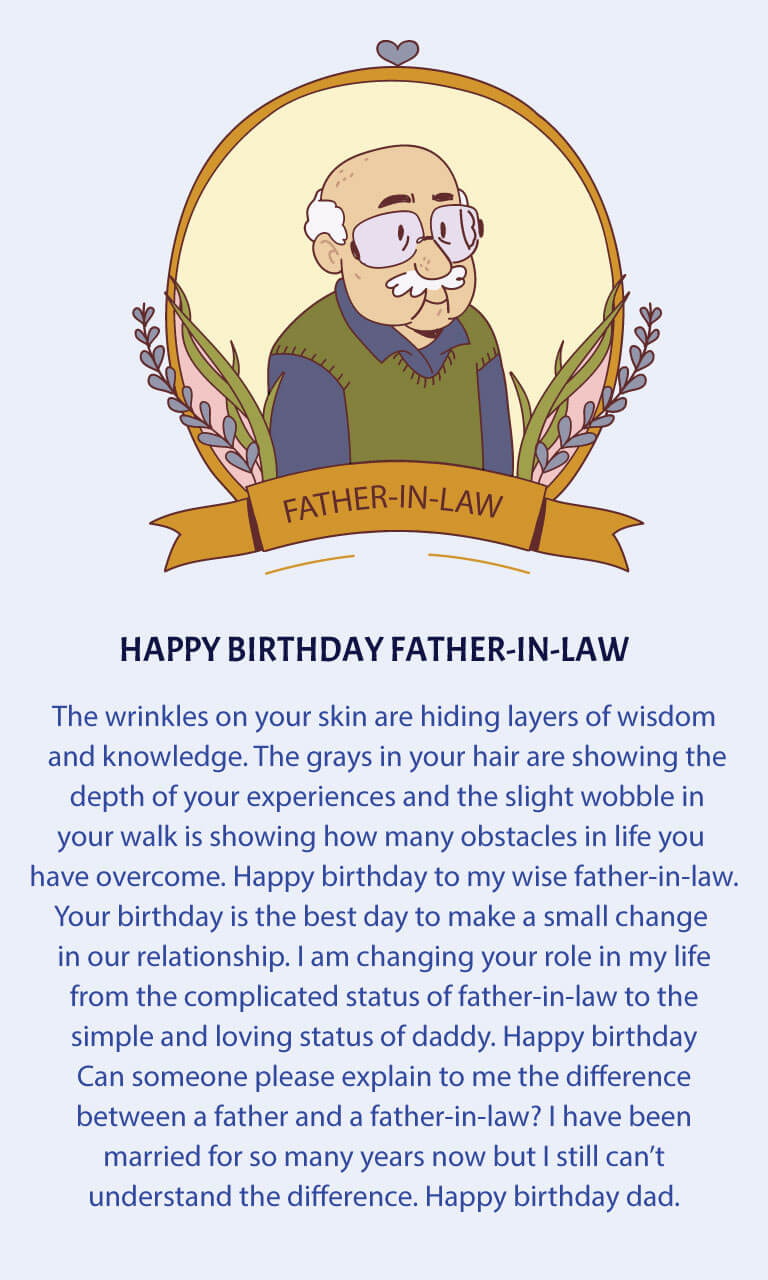 FATHER-IN-LAW
HAPPY BIRTHDAY FATHER-IN-LAW
The wrinkles on your skin are hiding layers of wisdom
and knowledge. The grays in your hair are showing the
depth of your experiences and the slight wobble in
your walk is showing how many obstacles in life you
have overcome. Happy birthday to my wise father-in-law.
Your birthday is the best day to make a small change
in our relationship. I am changing your role in my life
from the complicated status of father-in-law to the
simple and loving status of daddy. Happy birthday
Can someone please explain to me the difference
between a father and a father-in-law? I have been
married for so many years now but I still can’t
understand the difference. Happy birthday dad.